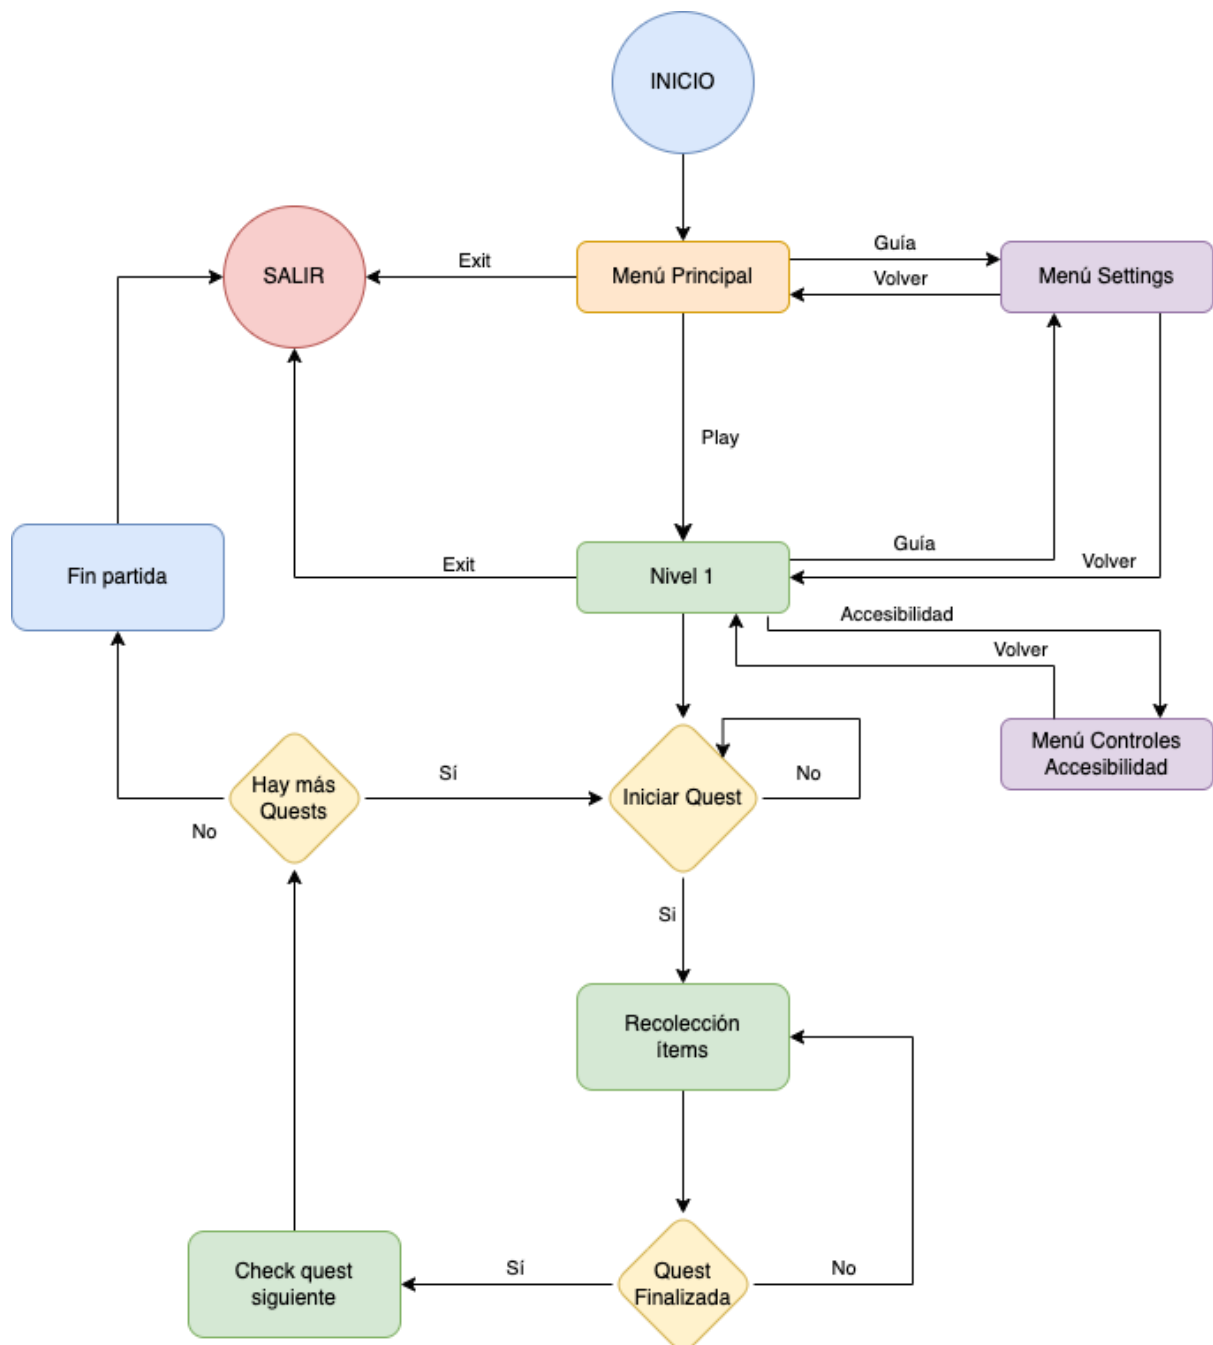 INICIO
Exit
Guía
SALIR
Menú Principal
Volver
Menú Settings
Play
Guía
Exit
Fin partida
Nivel 1
Volver
Accesibilidad
Volver
Menú Controles
Accesibilidad
Hay más
Quests
Sí
Iniciar Quest
No
No
Si
Recolección
ítems
Check quest
siguiente
Sí
Quest
Finalizada
No